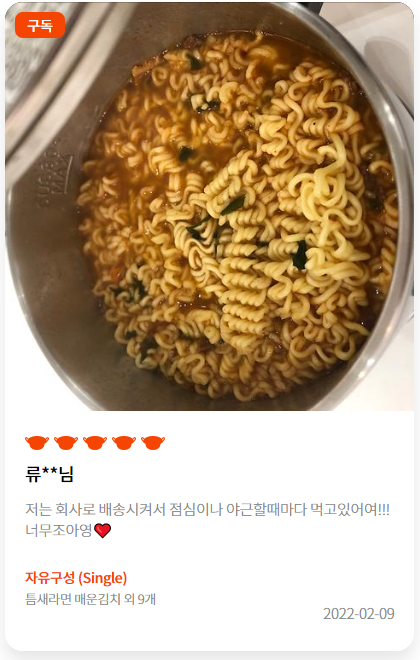 구독
류**님
저는 회사로 배송시켜서 점심이나 야근할때마다 먹고있어여!!!
너무조아영❤️
자유구성 (Single)
틈새라면 매운김치 외 9개
2022-02-09